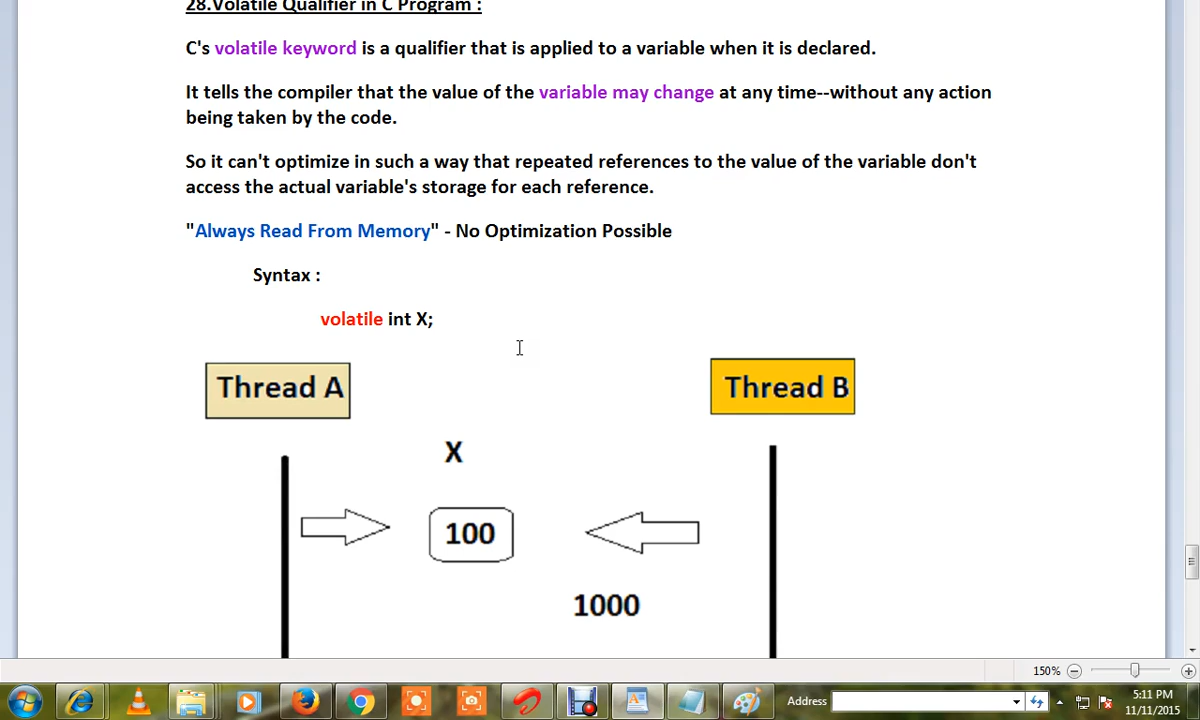 28.Volatile Qualifier in C Program :
C's volatile keyword is a qualifier that is applied to a variable when it is declared.
It tells the compiler that the value of the variable may change at any time--without any action
being taken by the code.
So it can't optimize in such a way that repeated references to the value of the variable don't
access the actual variable's storage for each reference.
"Always Read From Memory" - No Optimization Possible
Syntax :
volatile int X;
Thread A
Thread B
X
100
1000
150%
Address
5:11 PM
11/11/2015